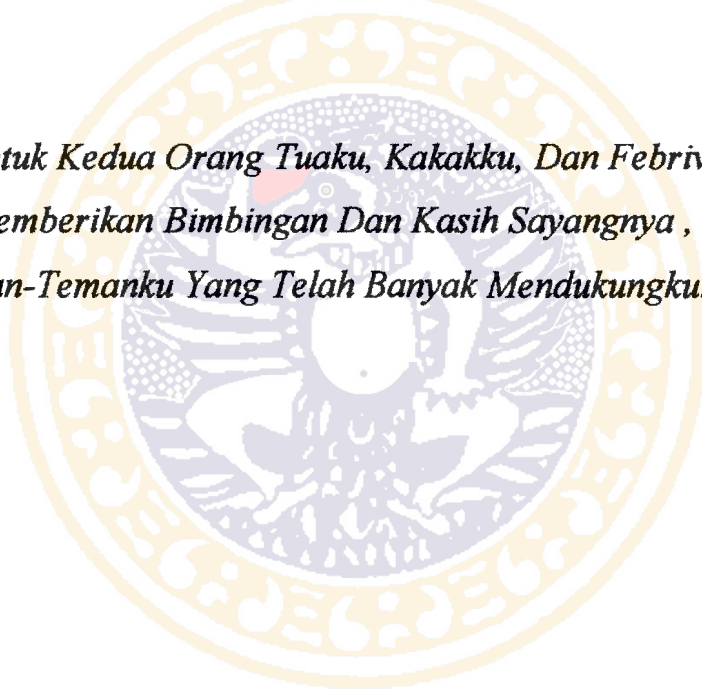 tuk Kedua Orang Tuaku, Kakakku, Dan Febriv
emberikan Bimbingan Dan Kasih Sayangnya ,
n-Temanku Yang Telah Banyak Mendukungku